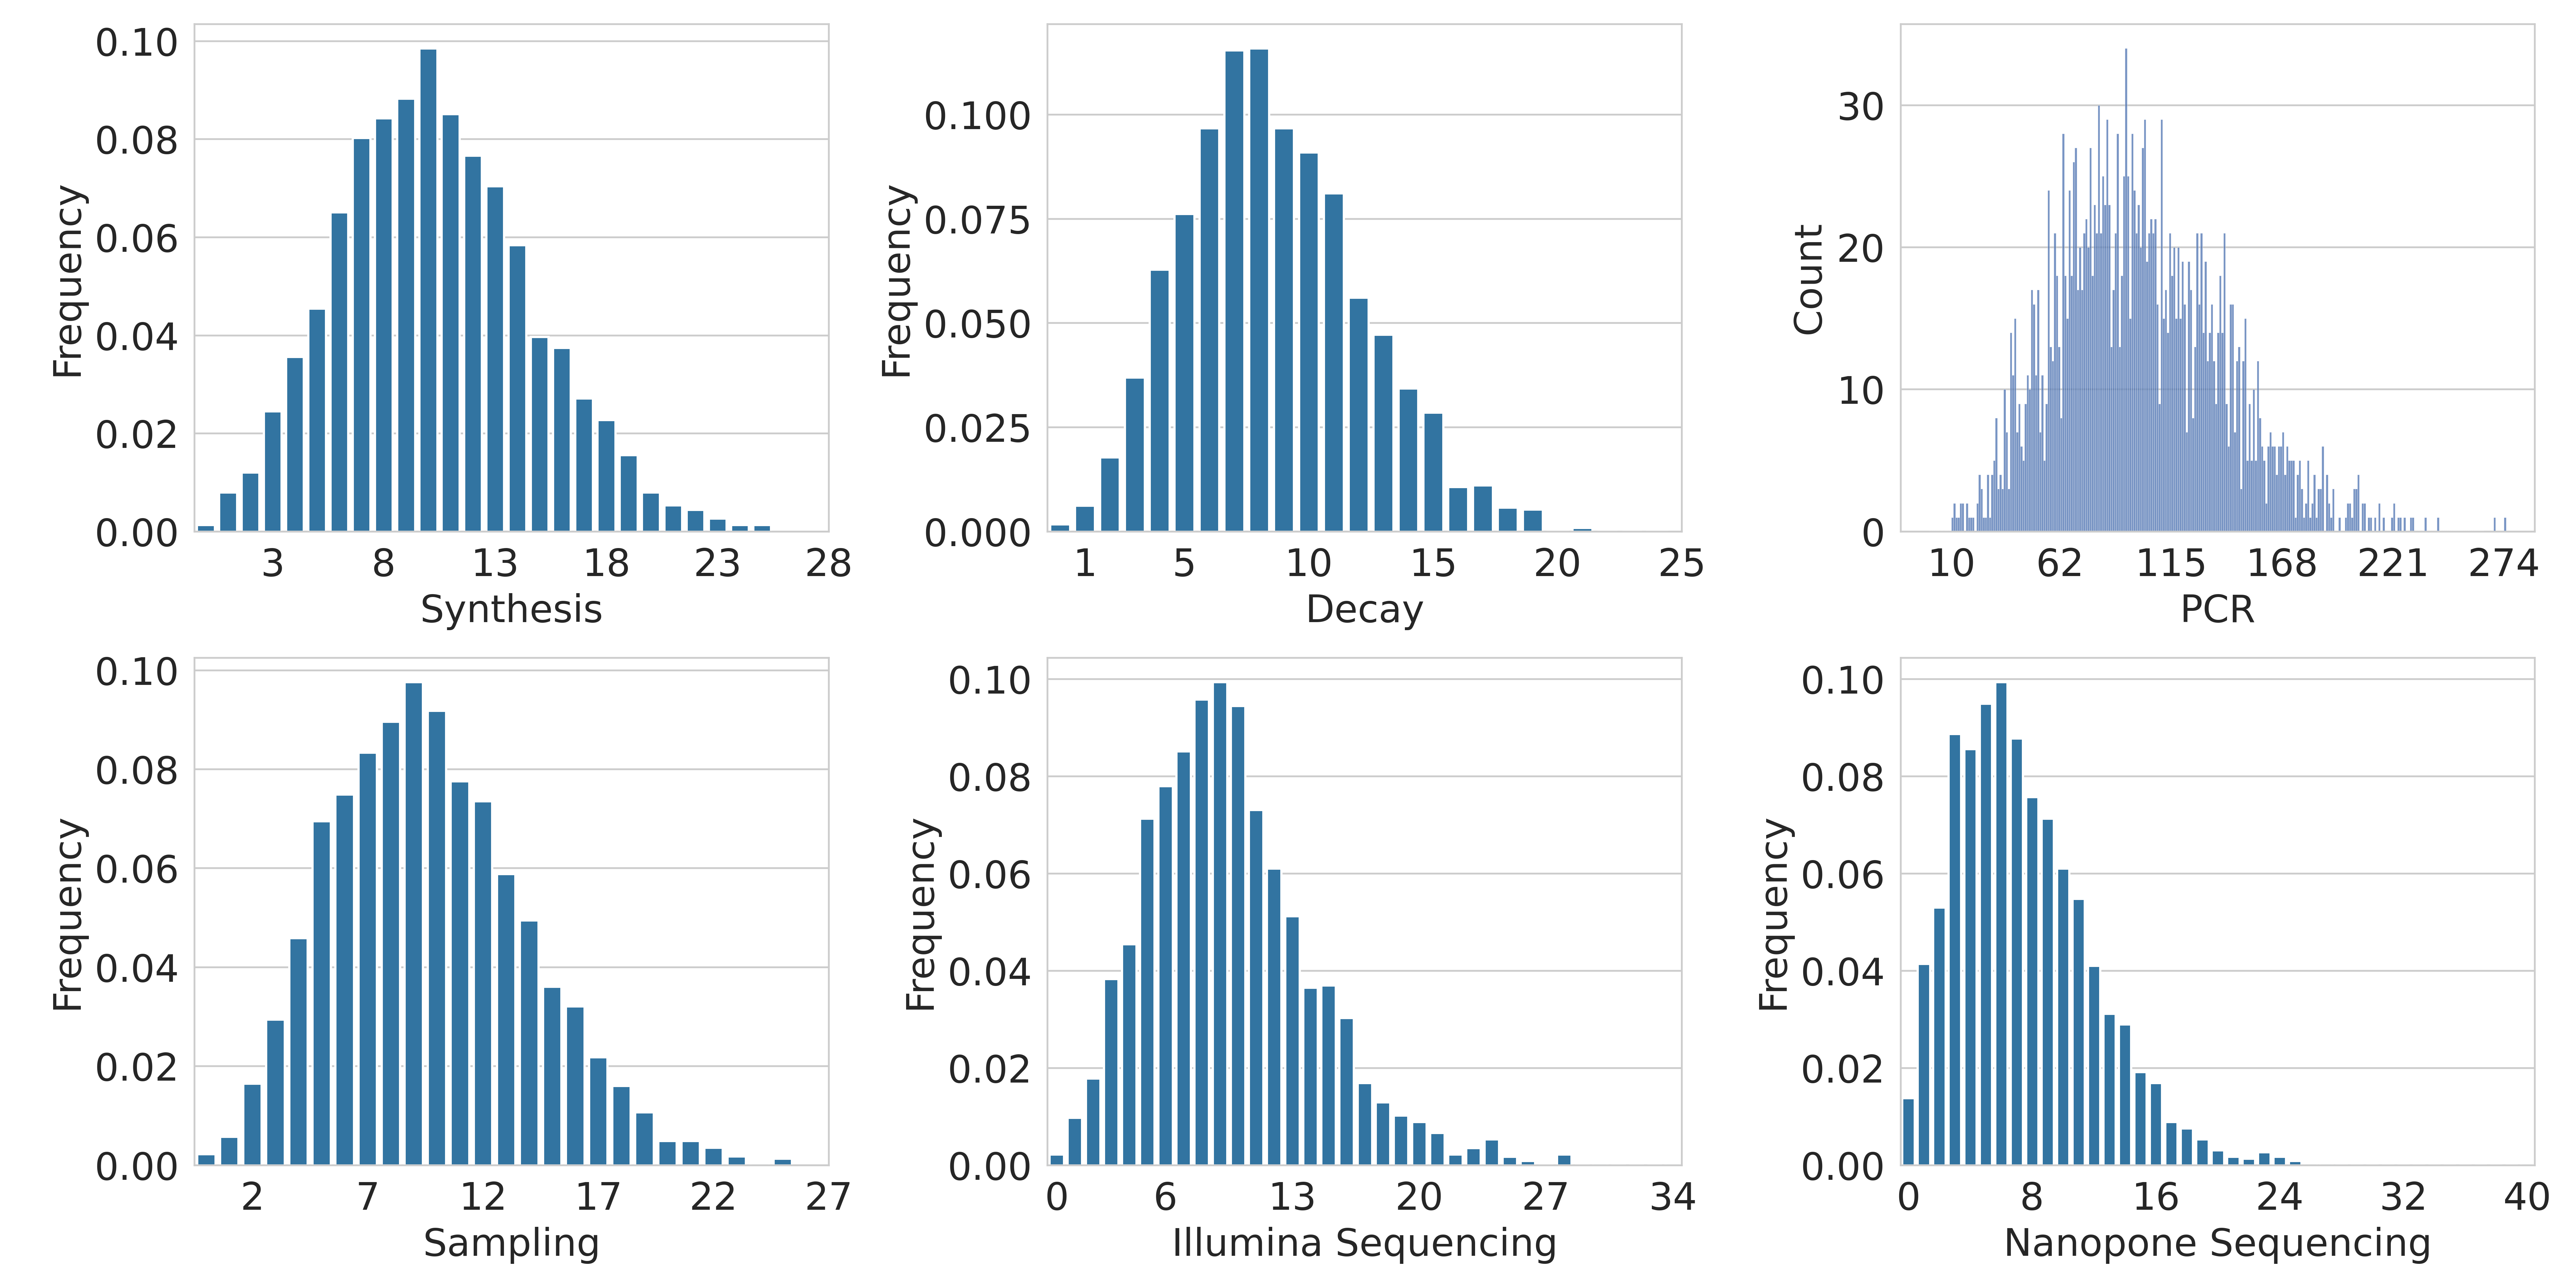 0.10
0.08
0.06
0.04
0.02
0.00
Frequency
3 8 13 18 23 28
Synthesis
0.100
0.075
0.050
0.025
0.000
Frequency
1 5 10 15 20 25
Decay
30
20
10
0
Count
10 62 115 168 221 274
PCR
0.10
0.08
0.06
0.04
0.02
0.00
Frequency
2 7 12 17 22 27
Sampling
0.10
0.08
0.06
0.04
0.02
0.00
Frequency
0 6 13 20 27 34
Illumina Sequencing
0.10
0.08
0.06
0.04
0.02
0.00
Frequency
0 8 16 24 32 40
Nanopone Sequencing